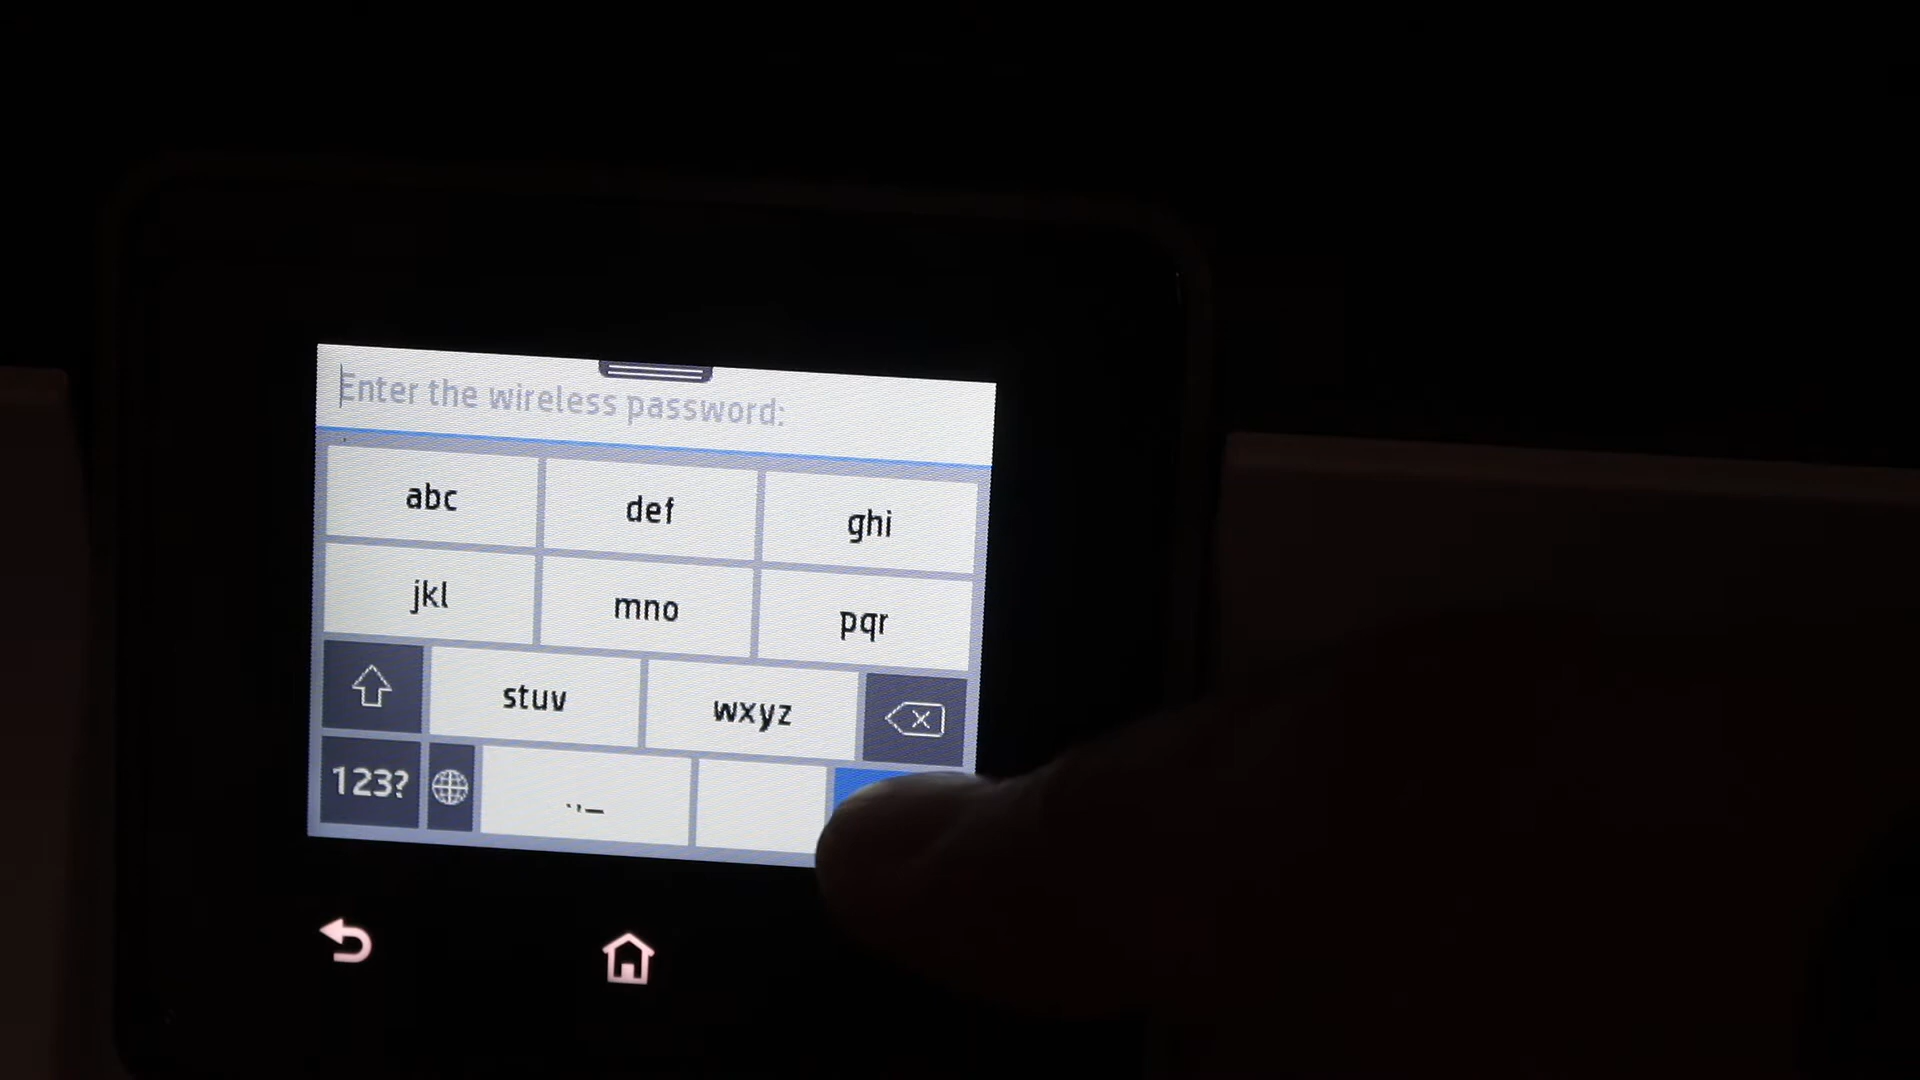 Enter the wireless password:
abc def ghi
jkl mno pqr
stuv wxyz
123? .,_